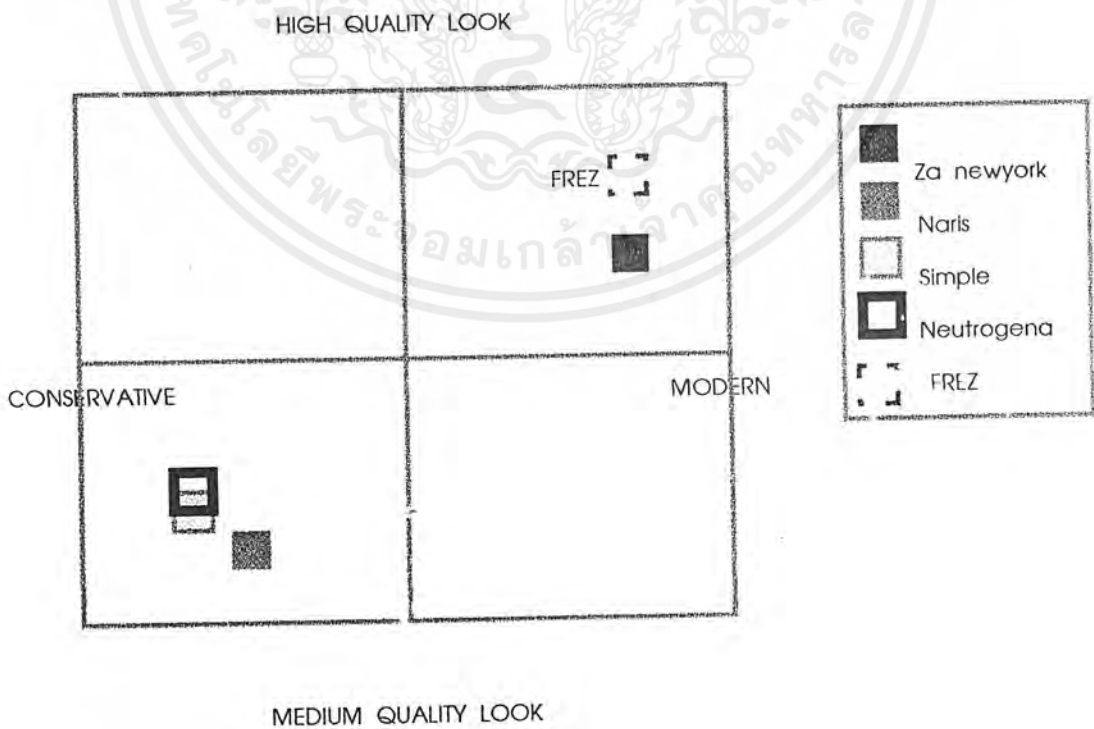 HIGH QUALITY LOOK
FREZ
CONSERVATIVE
MODERN
MEDIUM QUALITY LOOK
Za newyork
Naris
Simple
Neutrogena
FREZ